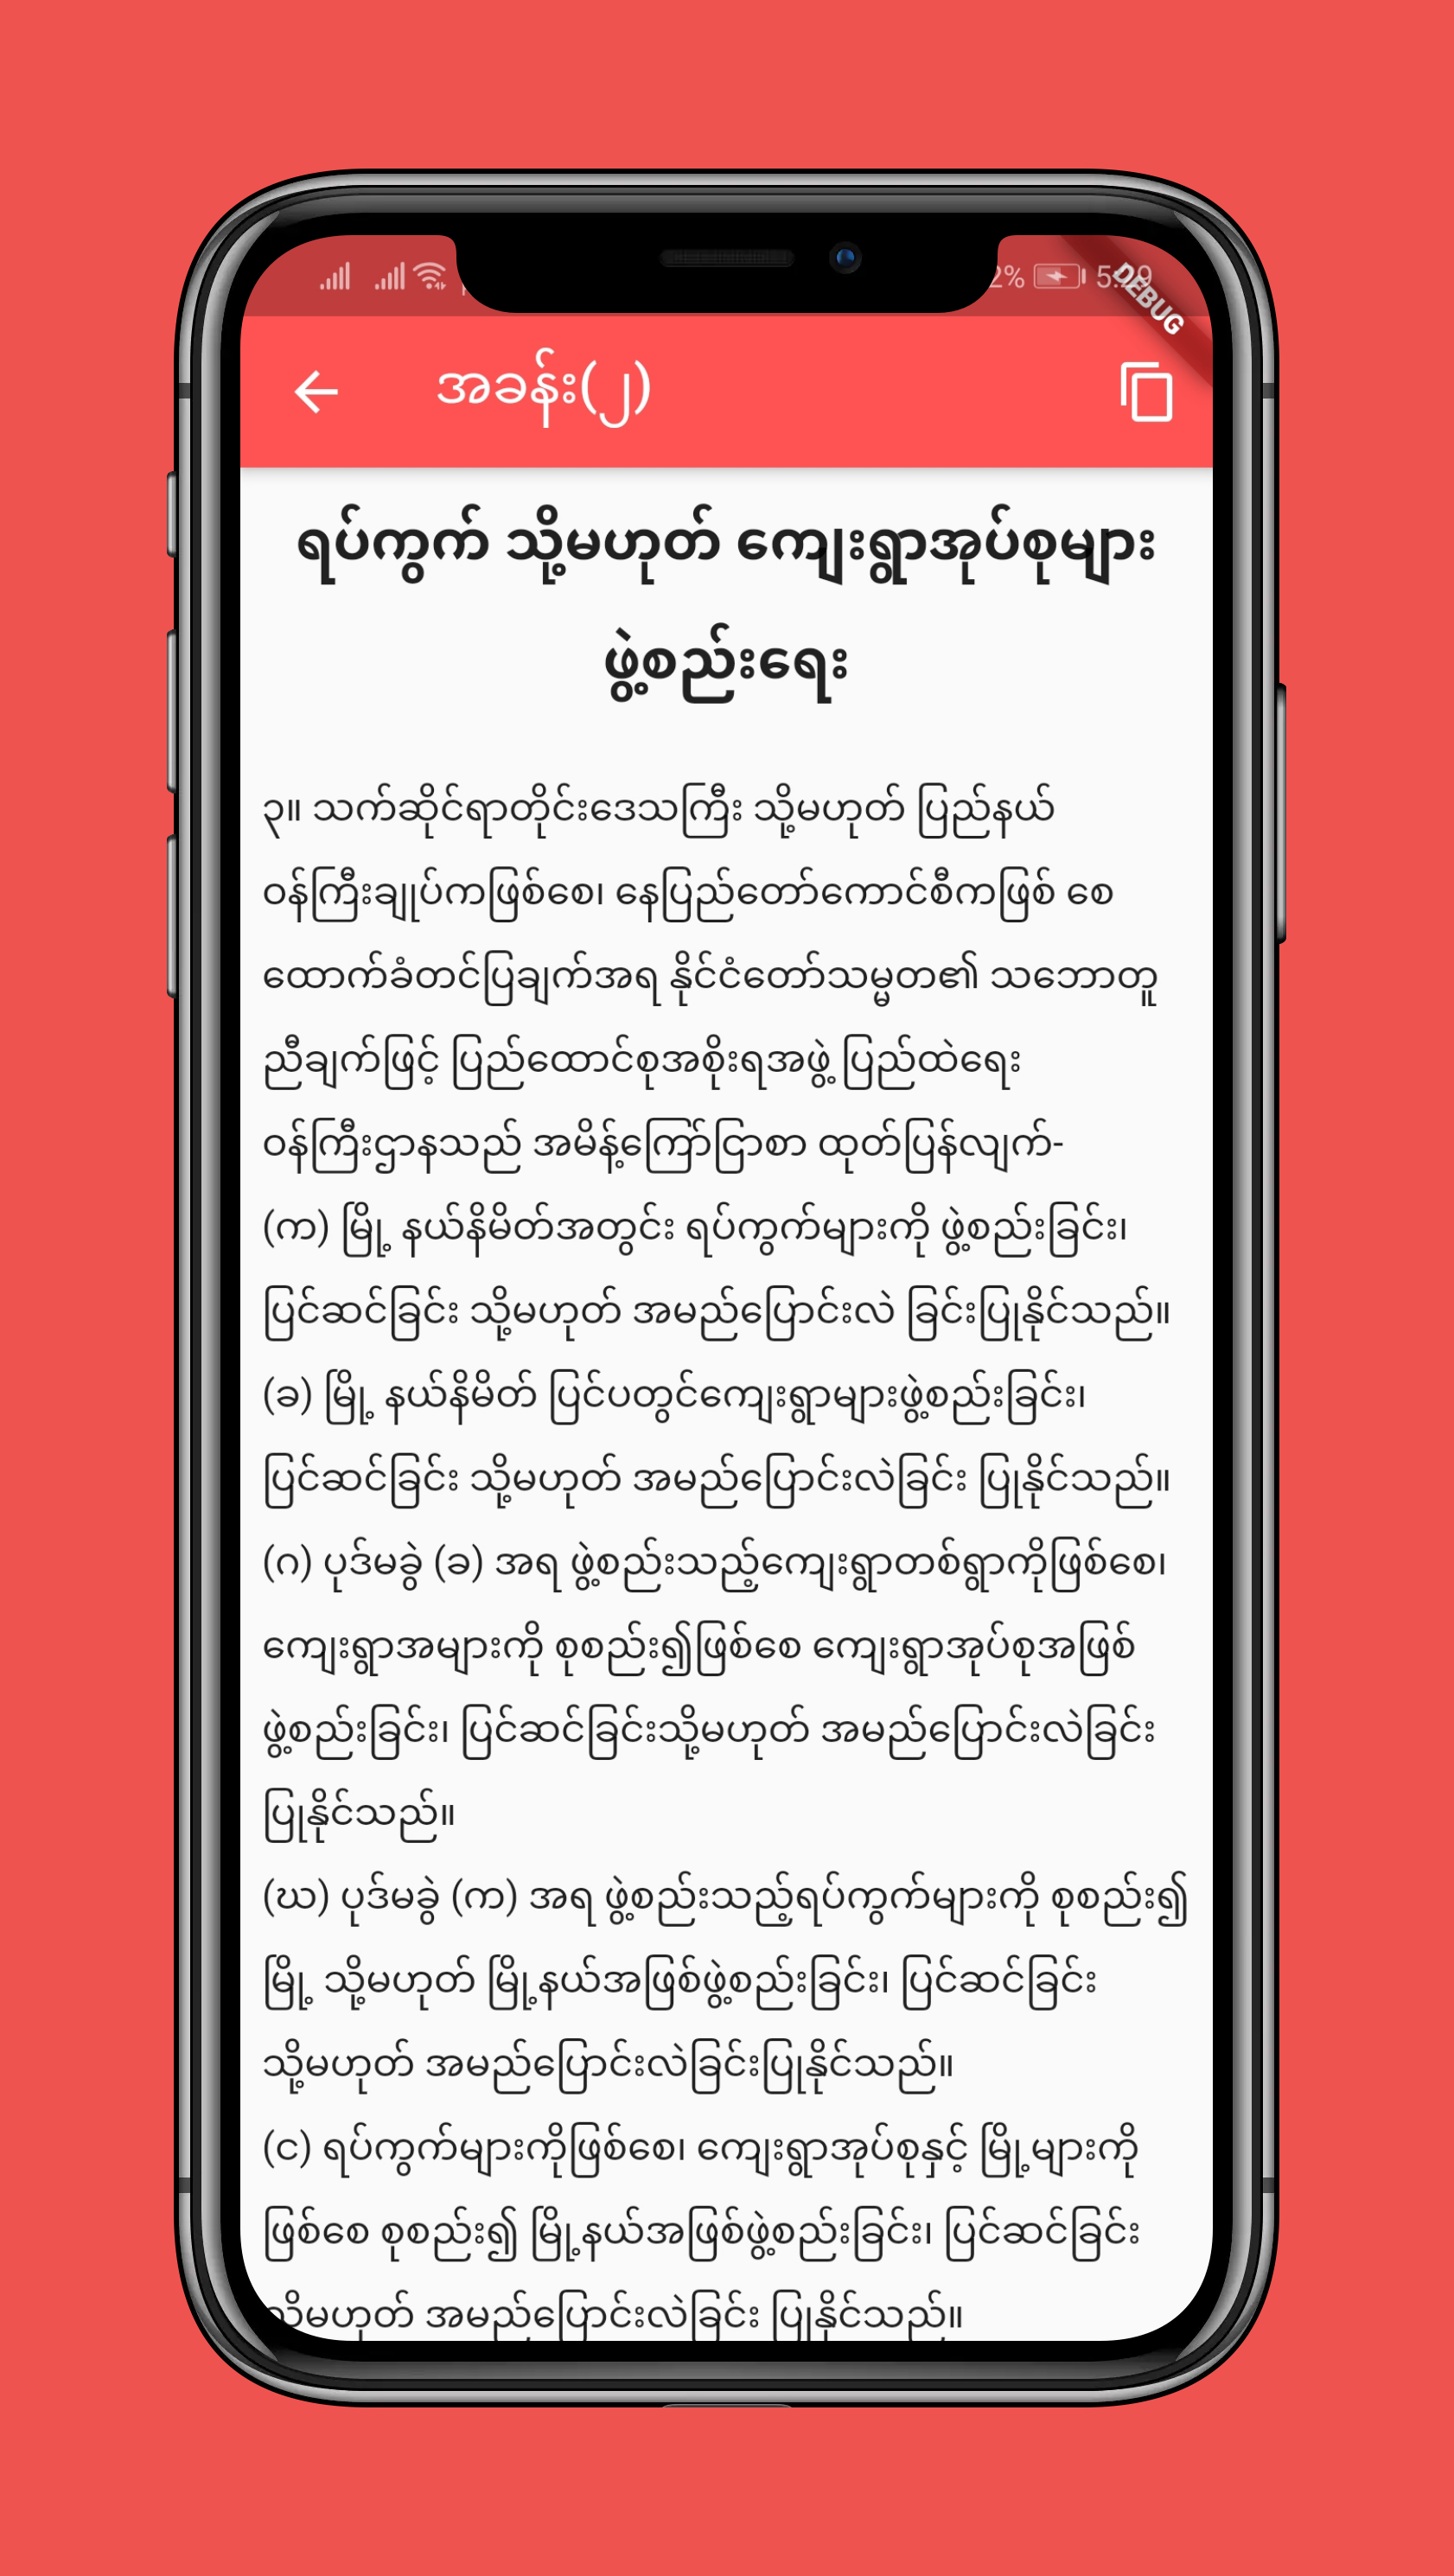 2%
DEBUG
အခန်း(၂)
ရပ်ကွက် သို့မဟုတ် ကျေးရွာအုပ်စုများ
ဖွဲ့စည်းရေး
၃။ သက်ဆိုင်ရာတိုင်းဒေသကြီး သို့မဟုတ် ပြည်နယ်
ဝန်ကြီးချုပ်ကဖြစ်စေ၊ နေပြည်တော်ကောင်စီကဖြစ် စေ
ထောက်ခံတင်ပြချက်အရ နိုင်ငံတော်သမ္မတ၏ သဘောတူ
ညီချက်ဖြင့် ပြည်ထောင်စုအစိုးရအဖွဲ့ ပြည်ထဲရေး
ဝန်ကြီးဌာနသည် အမိန့်ကြော်ငြာစာ ထုတ်ပြန်လျက်-
(က) မြို့ နယ်နိမိတ်အတွင်း ရပ်ကွက်များကို ဖွဲ့စည်းခြင်း၊
ပြင်ဆင်ခြင်း သို့မဟုတ် အမည်ပြောင်းလဲ ခြင်းပြုနိုင်သည်။
(ခ) မြို့ နယ်နိမိတ် ပြင်ပတွင်ကျေးရွာများဖွဲ့စည်းခြင်း၊
ပြင်ဆင်ခြင်း သို့မဟုတ် အမည်ပြောင်းလဲခြင်း ပြုနိုင်သည်။
(ဂ) ပုဒ်မခွဲ (ခ) အရ ဖွဲ့စည်းသည့်ကျေးရွာတစ်ရွာကိုဖြစ်စေ၊
ကျေးရွာအများကို စုစည်း၍ဖြစ်စေ ကျေးရွာအုပ်စုအဖြစ်
ဖွဲ့စည်းခြင်း၊ ပြင်ဆင်ခြင်းသို့မဟုတ် အမည်ပြောင်းလဲခြင်း
ပြုနိုင်သည်။
(ဃ) ပုဒ်မခွဲ (က) အရ ဖွဲ့စည်းသည့်ရပ်ကွက်များကို စုစည်း၍
မြို့ သို့မဟုတ် မြို့နယ်အဖြစ်ဖွဲ့စည်းခြင်း၊ ပြင်ဆင်ခြင်း
သို့မဟုတ် အမည်ပြောင်းလဲခြင်းပြုနိုင်သည်။
(င) ရပ်ကွက်များကိုဖြစ်စေ၊ ကျေးရွာအုပ်စုနှင့် မြို့များကို
ဖြစ်စေ စုစည်း၍ မြို့နယ်အဖြစ်ဖွဲ့စည်းခြင်း၊ ပြင်ဆင်ခြင်း
သို့မဟုတ် အမည်ပြောင်းလဲခြင်း ပြုနိုင်သည်။